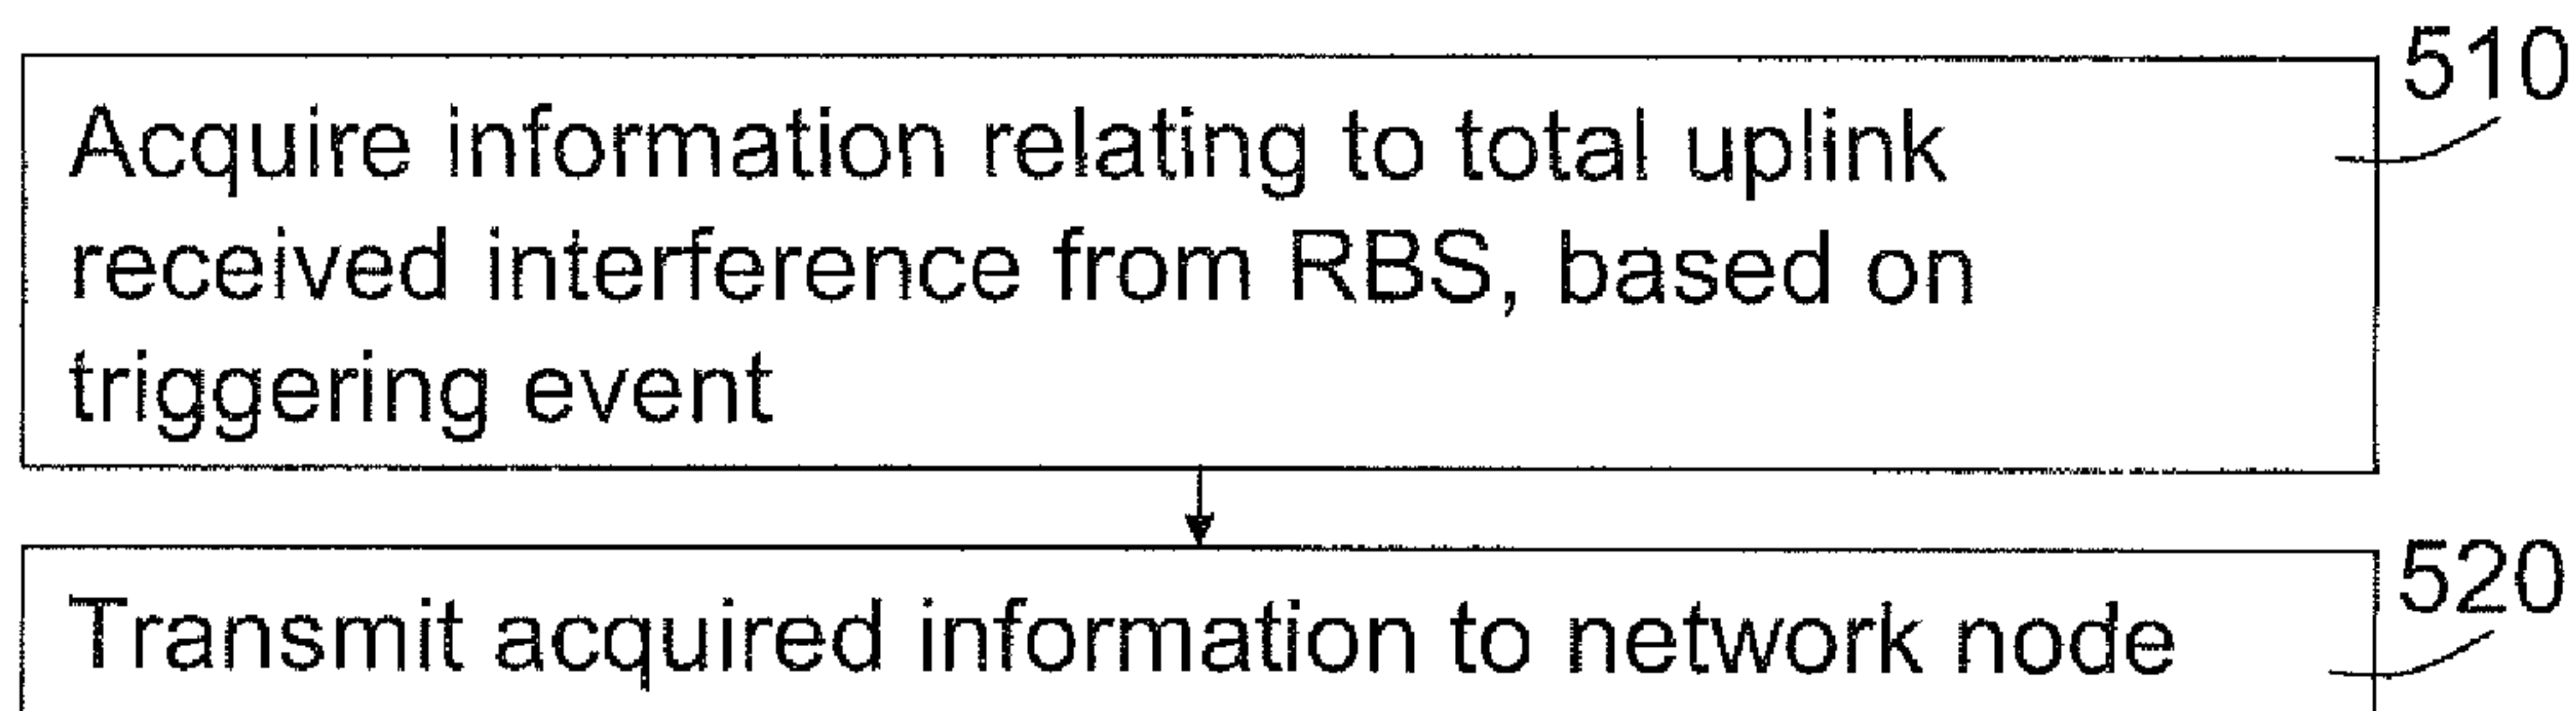 510
Acquire information relating to total uplink
received interference from RBS, based on
triggering event
520
Transmit acquired information to network node